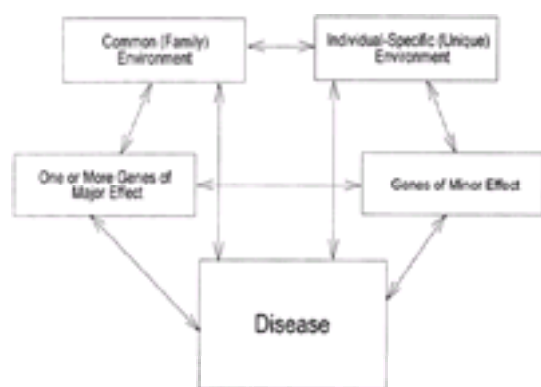 Common (Family)
Environment
Individual-Specific (Unique)
Environment
One or More Genes of
Major Effect
Genes of Minor Effect
Disease